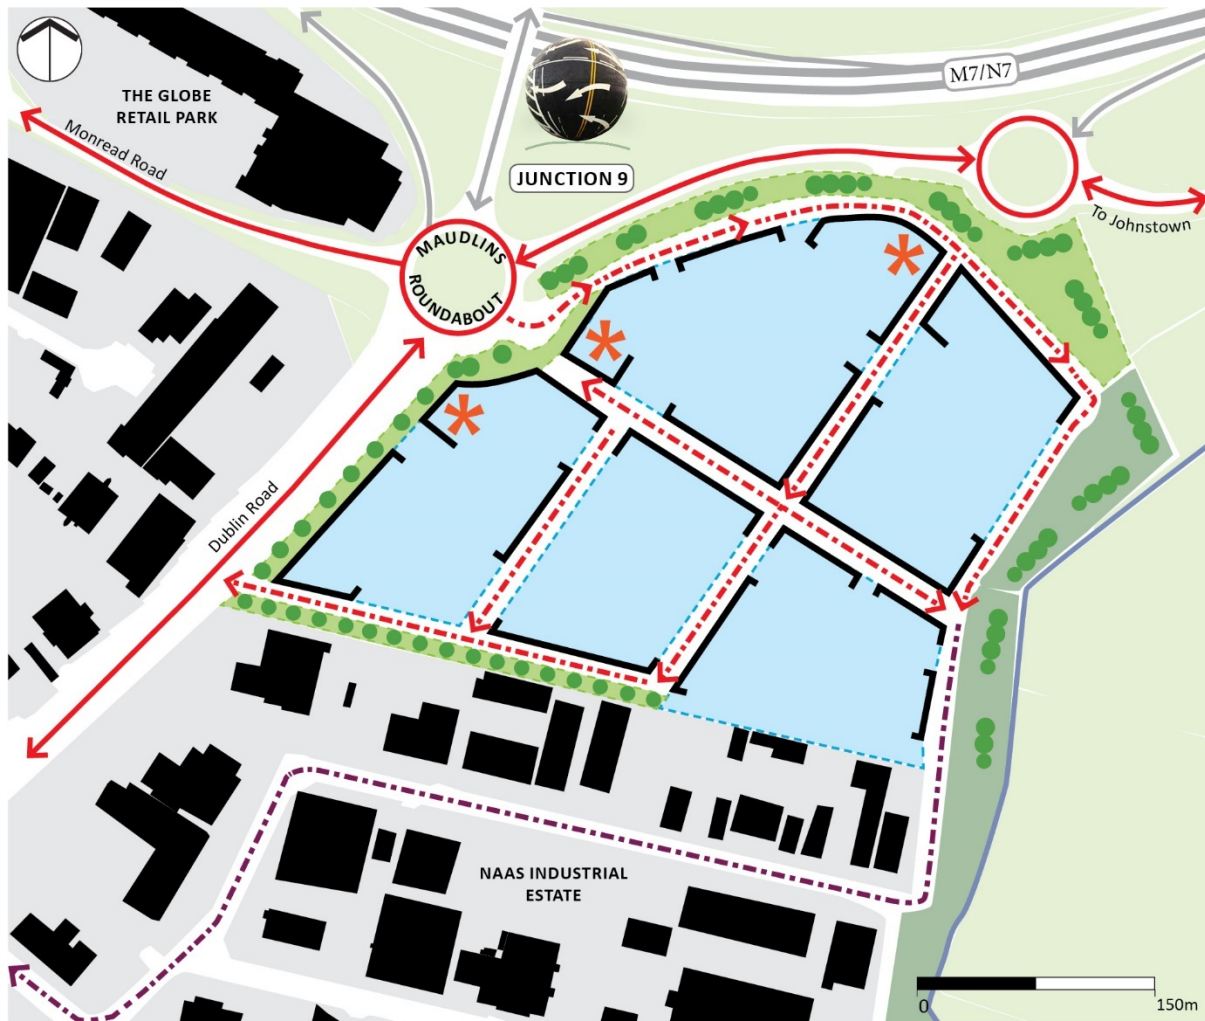 M7/N7
THE GLOBE
RETAIL PARK
Monread Road
JUNCTION 9
MAUDLINS
ROUNDABOUT
To Johnstown
Dublin Road
NAAS INDUSTRIAL
ESTATE
0
150m